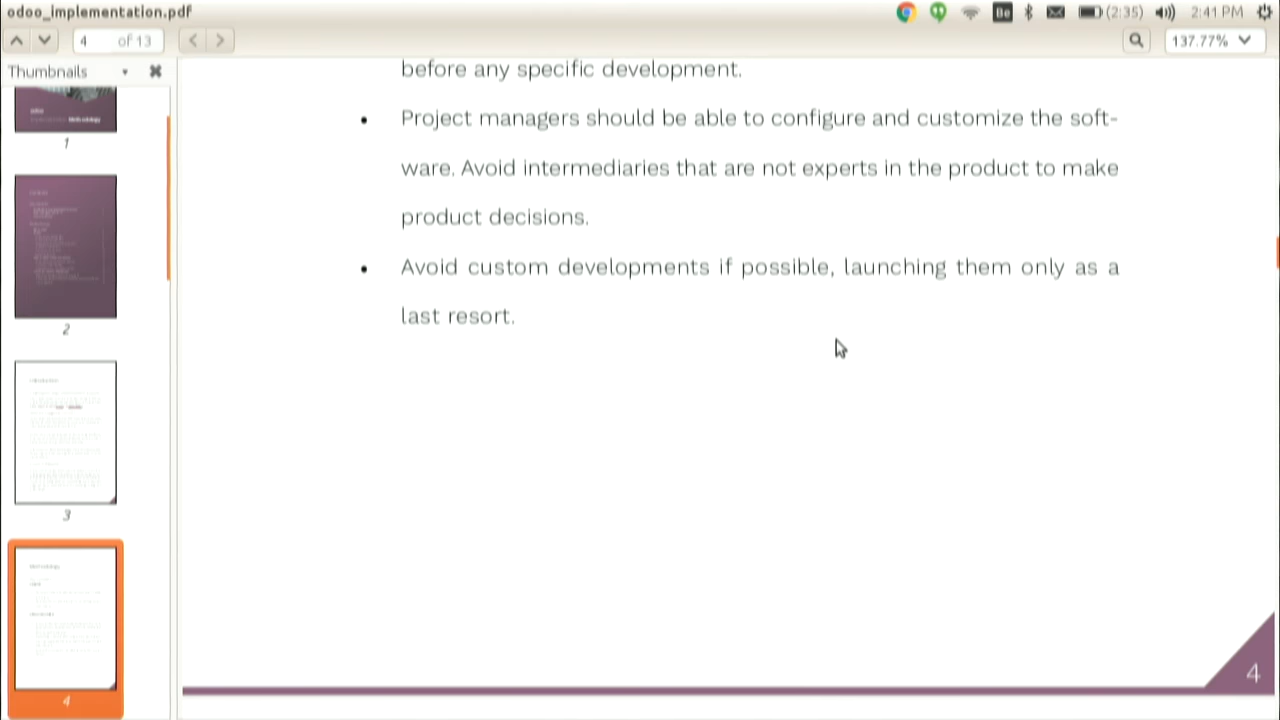 odoo_implementation.pdf
Be
(2:35)
2:41 PM
4
of 13
137.77%
Thumbnails
before any specific development.
• Project managers should be able to configure and customize the soft-
ware. Avoid intermediaries that are not experts in the product to make
product decisions.
• Avoid custom developments if possible, launching them only as a
last resort.
1
2
3
4
4